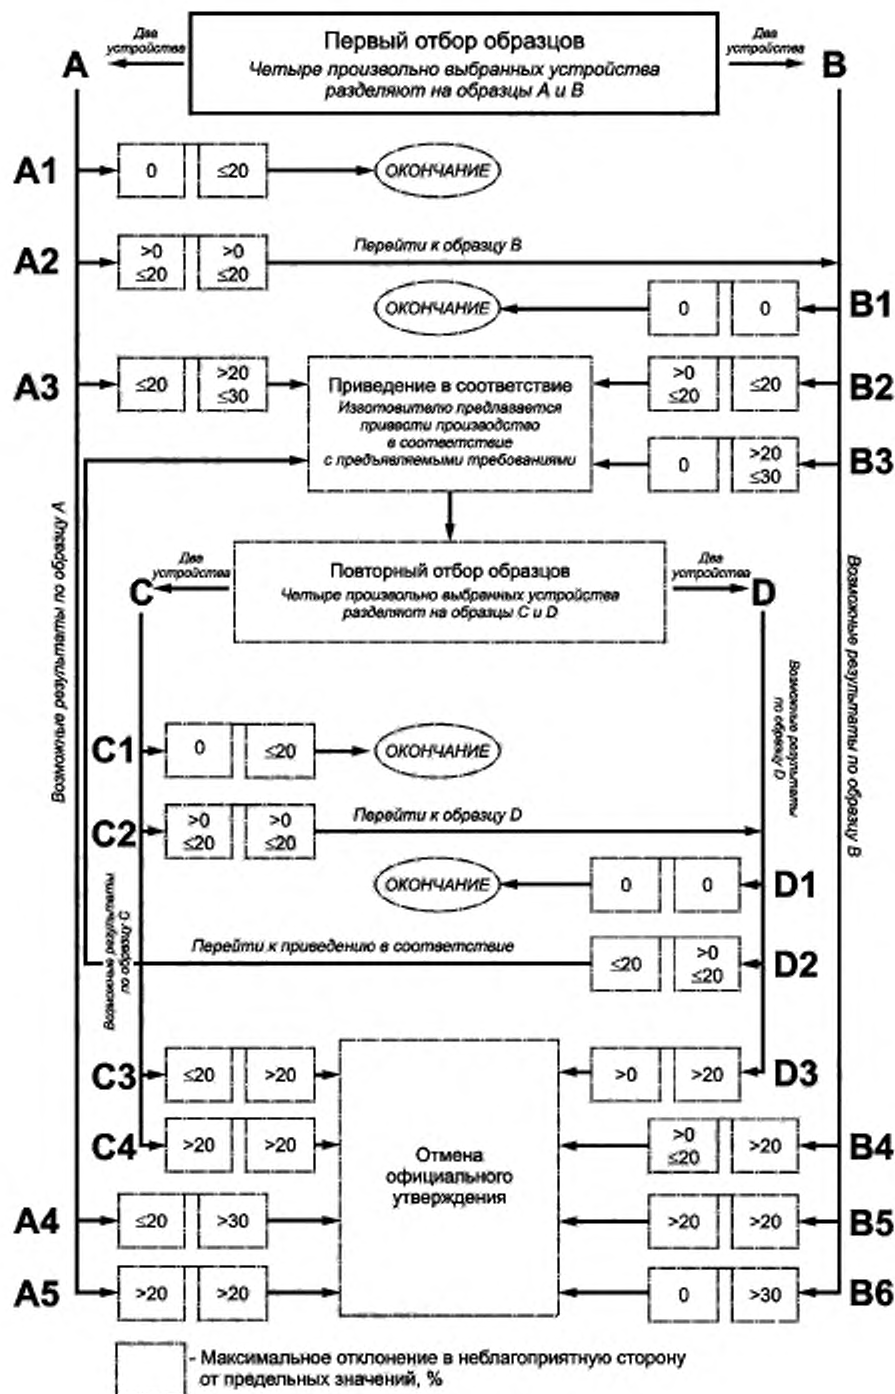 Первый отбор образцов
Четыре произвольно выбранных устройства
разделяют на образцы А и В
Два
устройства
Два
устройства
A
B
A1
0
≤20
ОКОНЧАНИЕ
A2
>0
≤20
>0
≤20
Перейти к образцу В
ОКОНЧАНИЕ
0
0
B1
A3
≤20
>20
≤30
Приведение в соответствие
Изготовителю предлагается
привести производство
в соответствие
с предъявляемыми требованиями
>0
≤20
≤20
B2
0
>20
≤30
B3
Возможные результаты по образцу А
Возможные результаты по образцу В
Два
устройства
Повторный отбор образцов
Четыре произвольно выбранных устройства
разделяют на образцы С и D
Два
устройства
C
D
Возможные результаты
по образцу D
C1
0
≤20
ОКОНЧАНИЕ
C2
>0
≤20
>0
≤20
Перейти к образцу D
ОКОНЧАНИЕ
0
0
D1
Возможные результаты
по образцу С
Перейти к приведению в соответствие
≤20
>0
≤20
D2
C3
≤20
>20
>0
>20
D3
C4
>20
>20
Отмена
официального
утверждения
>0
≤20
>20
B4
A4
≤20
>30
>20
>20
B5
A5
>20
>20
0
>30
B6
- Максимальное отклонение в неблагоприятную сторону
от предельных значений, %